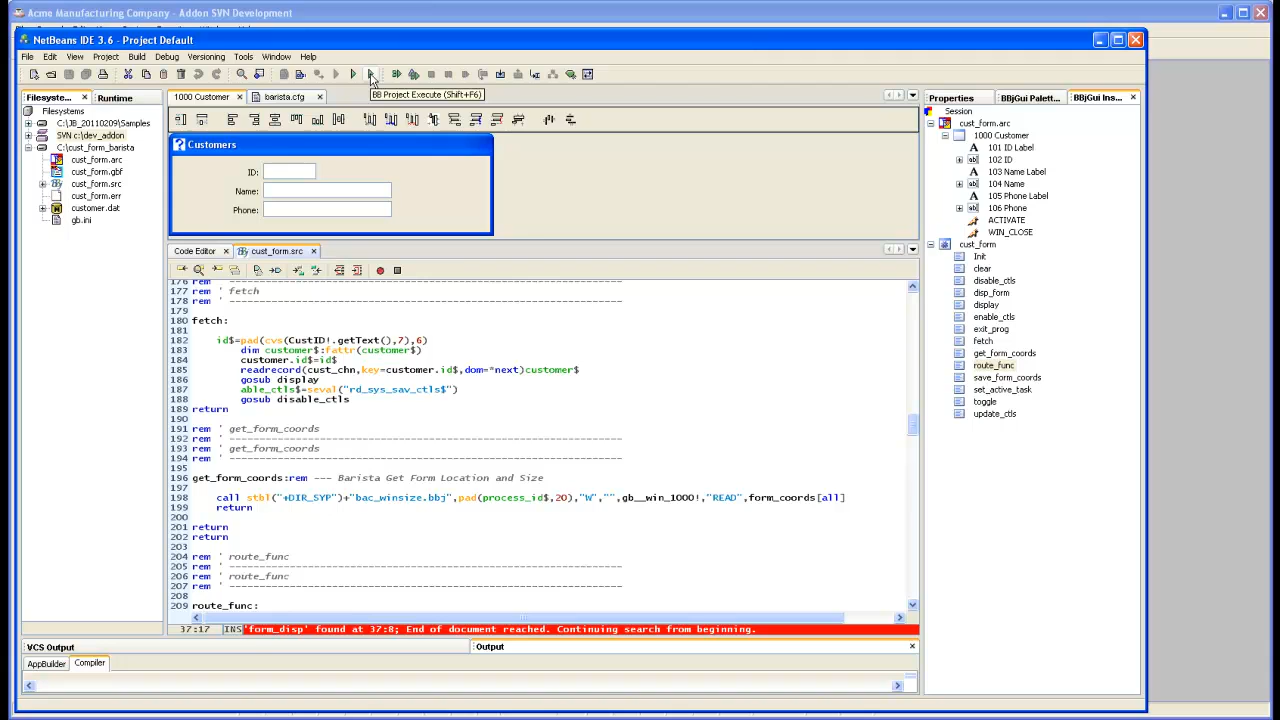 Acme Manufacturing Company - Addon SVN Development
NetBeans IDE 3.6 - Project Default
File Edit View Project Build Debug Versioning Tools Window Help
BB Project Execute (Shift+F6)
Filesyste... Runtime
Filesystems
C:\JB_20110209\Samples
SVN c:\dev_addon
C:\cust_form_barista
cust_form.arc
cust_form.gbf
cust_form.src
cust_form.err
customer.dat
gb.ini
1000 Customer barista.cfg
Customers
ID:
Name:
Phone:
Code Editor cust_form.src
176 rem ' ------------------------------------------------------------
177 rem ' fetch
178 rem ' ------------------------------------------------------------
179
180 fetch:
181
182 id$=pad(cvs(CustID!.getText(),7),6)
183 dim customer$:fattr(customer$)
184 customer.id$=id$
185 readrecord(cust_chn,key=customer.id$,dom=*next)customer$
186 gosub display
187 able_ctls$=seval("rd_sys_sav_ctls$")
188 gosub disable_ctls
189 return
190
191 rem ' get_form_coords
192 rem ' ------------------------------------------------------------
193 rem ' get_form_coords
194 rem ' ------------------------------------------------------------
195
196 get_form_coords:rem --- Barista Get Form Location and Size
197
198 call stbl("+DIR_SYP")+"bac_winsize.bbj",pad(process_id$,20),"W","",gb__win_1000!,"READ",form_coords[all]
199 return
200
201 return
202 return
203
204 rem ' route_func
205 rem ' ------------------------------------------------------------
206 rem ' route_func
207 rem ' ------------------------------------------------------------
208
209 route_func:
37:17 INS 'form_disp' found at 37:8; End of document reached. Continuing search from beginning.
VCS Output
AppBuilder Compiler
Output
Properties BBjGui Palett... BBjGui Ins...
Session
cust_form.arc
1000 Customer
101 ID Label
102 ID
103 Name Label
104 Name
105 Phone Label
106 Phone
ACTIVATE
WIN_CLOSE
cust_form
Init
clear
disable_ctls
disp_form
display
enable_ctls
exit_prog
fetch
get_form_coords
route_func
save_form_coords
set_active_task
toggle
update_ctls